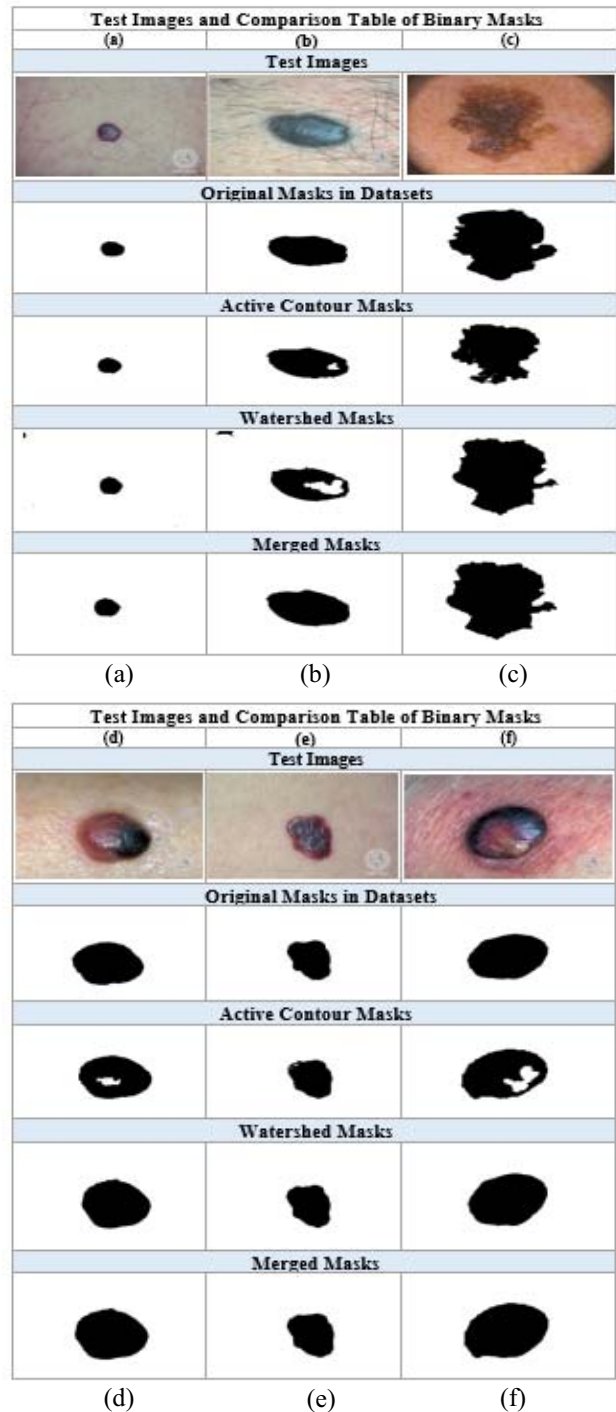 Test Images and Comparison Table of Binary Masks
(a) (b) (c)
Test Images
Original Masks in Datasets
Active Contour Masks
Watershed Masks
Merged Masks
(a) (b) (c)
Test Images and Comparison Table of Binary Masks
(d) (e) (f)
Test Images
Original Masks in Datasets
Active Contour Masks
Watershed Masks
Merged Masks
(d) (e) (f)